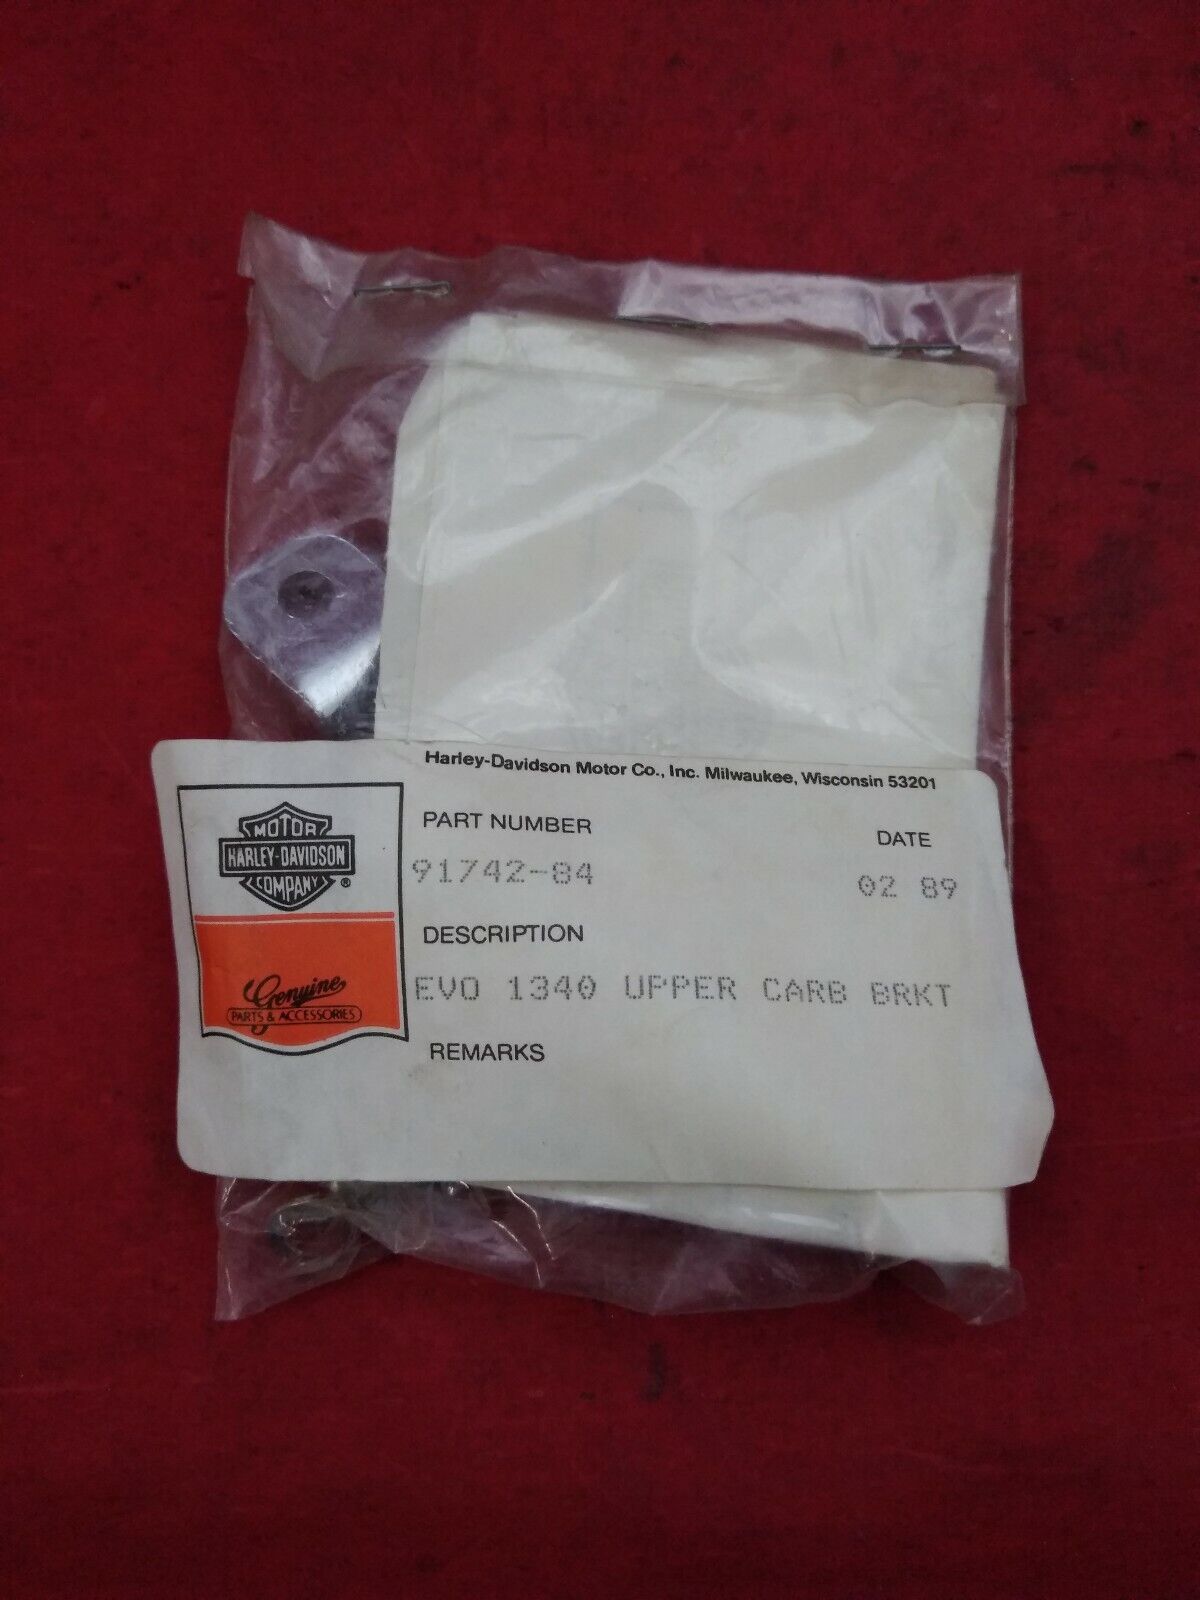 Harley-Davidson Motor Co., Inc. Milwaukee, Wisconsin 53201
MOTOR
HARLEY-DAVIDSON
COMPANY ®
Genuine
PARTS & ACCESSORIES
PART NUMBER
91742-84
DATE
02 89
DESCRIPTION
EVO 1340 UPPER CARB BRKT
REMARKS